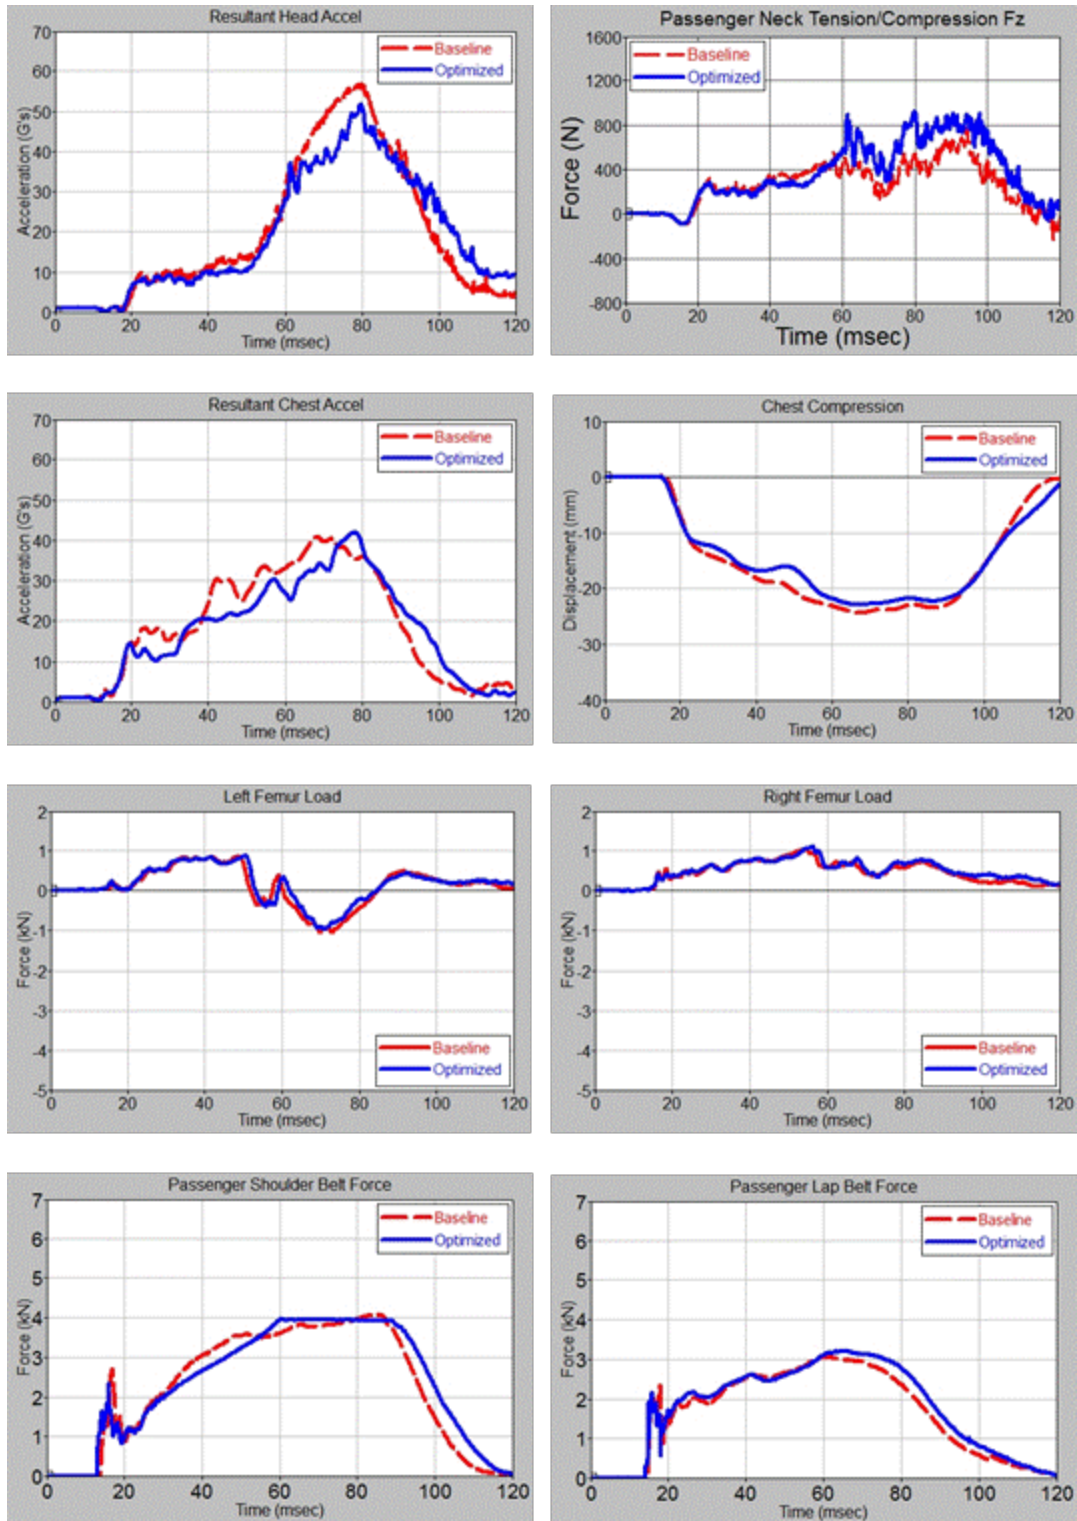 Resultant Head Accel
70
60
50
40
30
20
10
0
Acceleration (G's)
Baseline
Optimized
0 20 40 60 80 100 120
Time (msec)
Passenger Neck Tension/Compression Fz
1600
1200
800
400
0
-400
-800
Force (N)
Baseline
Optimized
0 20 40 60 80 100 120
Time (msec)
Resultant Chest Accel
70
60
50
40
30
20
10
0
Acceleration (G's)
Baseline
Optimized
0 20 40 60 80 100 120
Time (msec)
Chest Compression
10
0
-10
-20
-30
-40
Displacement (mm)
Baseline
Optimized
0 20 40 60 80 100 120
Time (msec)
Left Femur Load
2
1
0
-1
-2
-3
-4
-5
Force (kN)
Baseline
Optimized
0 20 40 60 80 100 120
Time (msec)
Right Femur Load
2
1
0
-1
-2
-3
-4
-5
Force (kN)
Baseline
Optimized
0 20 40 60 80 100 120
Time (msec)
Passenger Shoulder Belt Force
7
6
5
4
3
2
1
0
Force (kN)
Baseline
Optimized
0 20 40 60 80 100 120
Time (msec)
Passenger Lap Belt Force
7
6
5
4
3
2
1
0
Force (kN)
Baseline
Optimized
0 20 40 60 80 100 120
Time (msec)